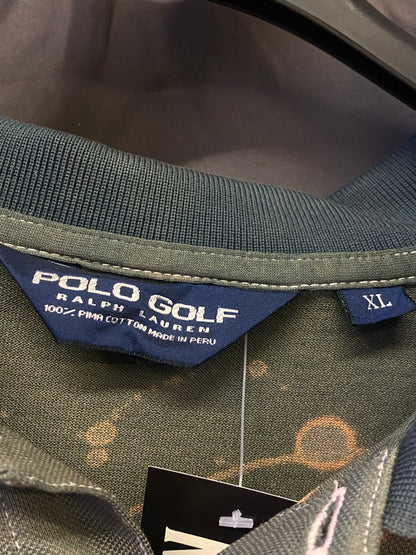 POLO GOLF
RALPH LAUREN
100% PIMA COTTON MADE IN PERU
XL